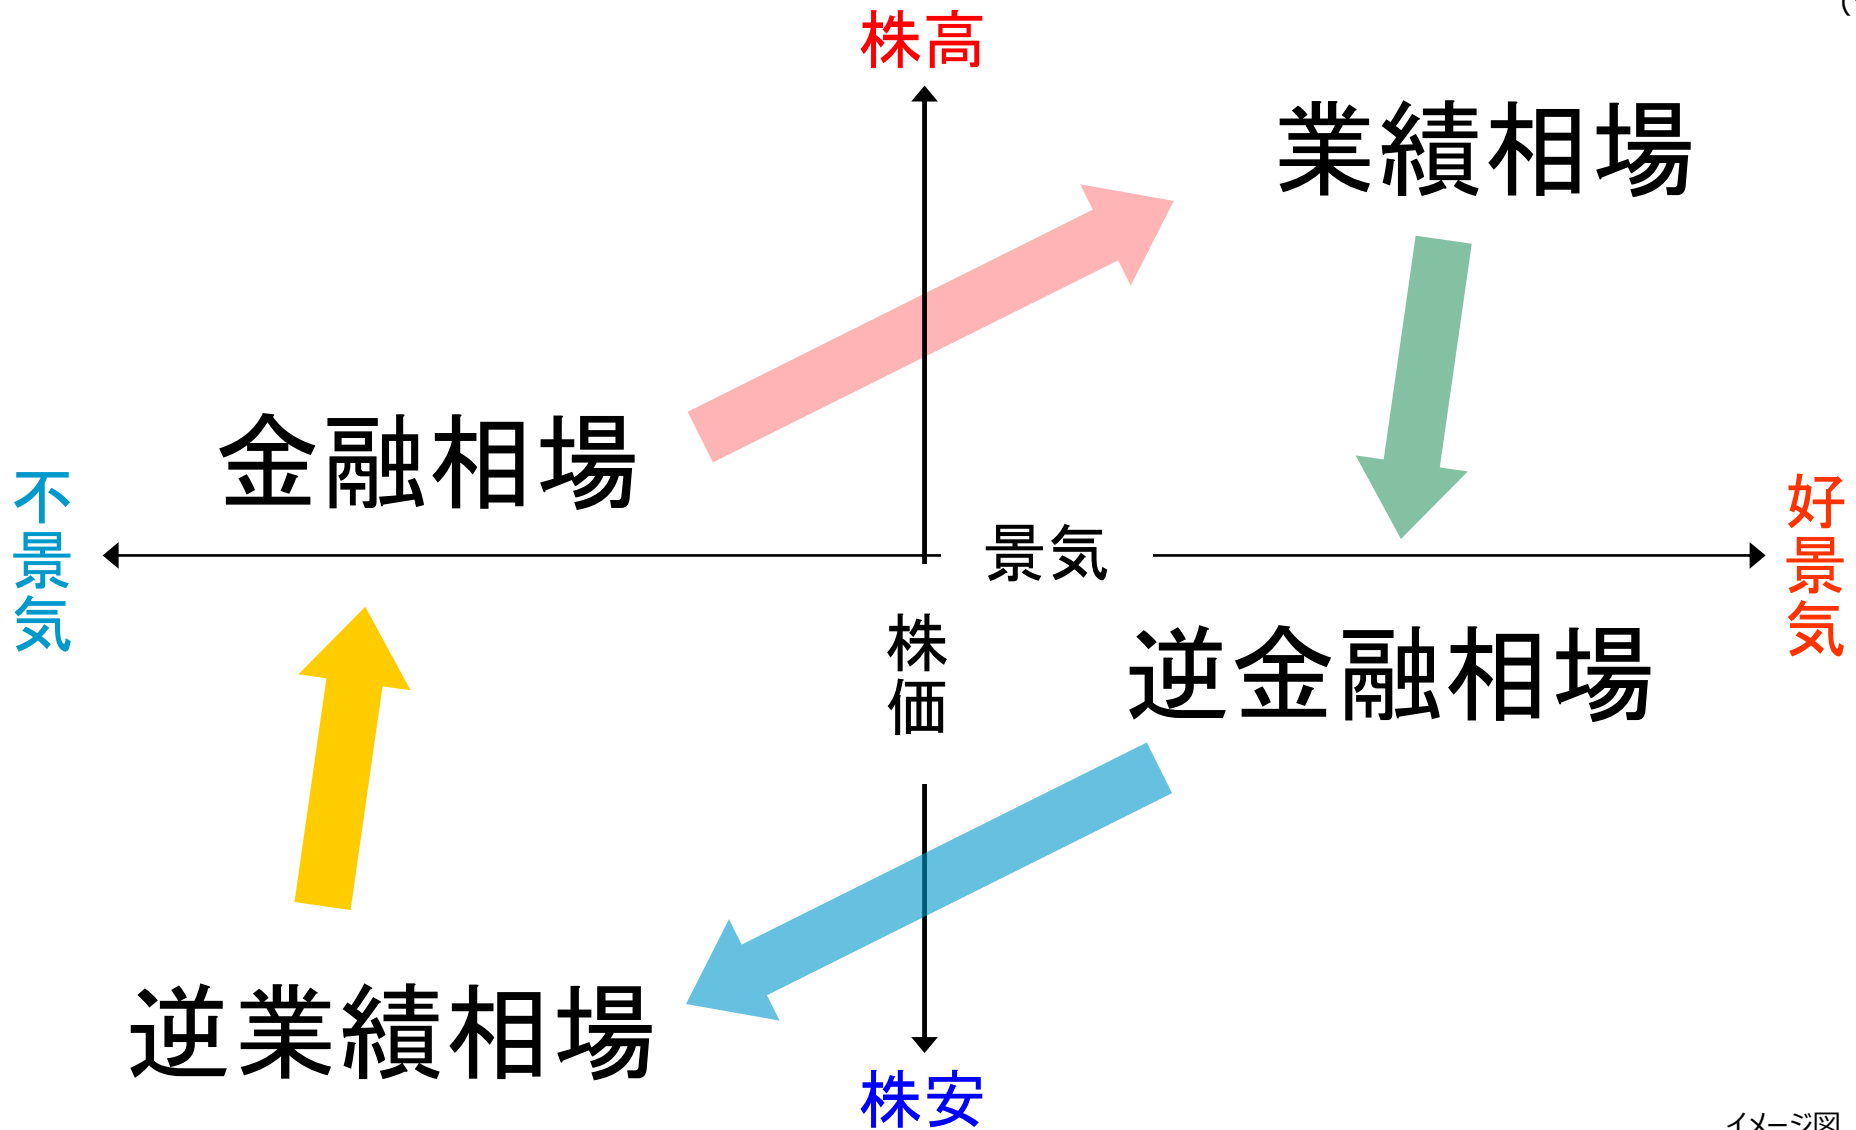 株高
業績相場
金融相場
不景気
景気
好景気
株価
逆金融相場
逆業績相場
株安
イメージ図